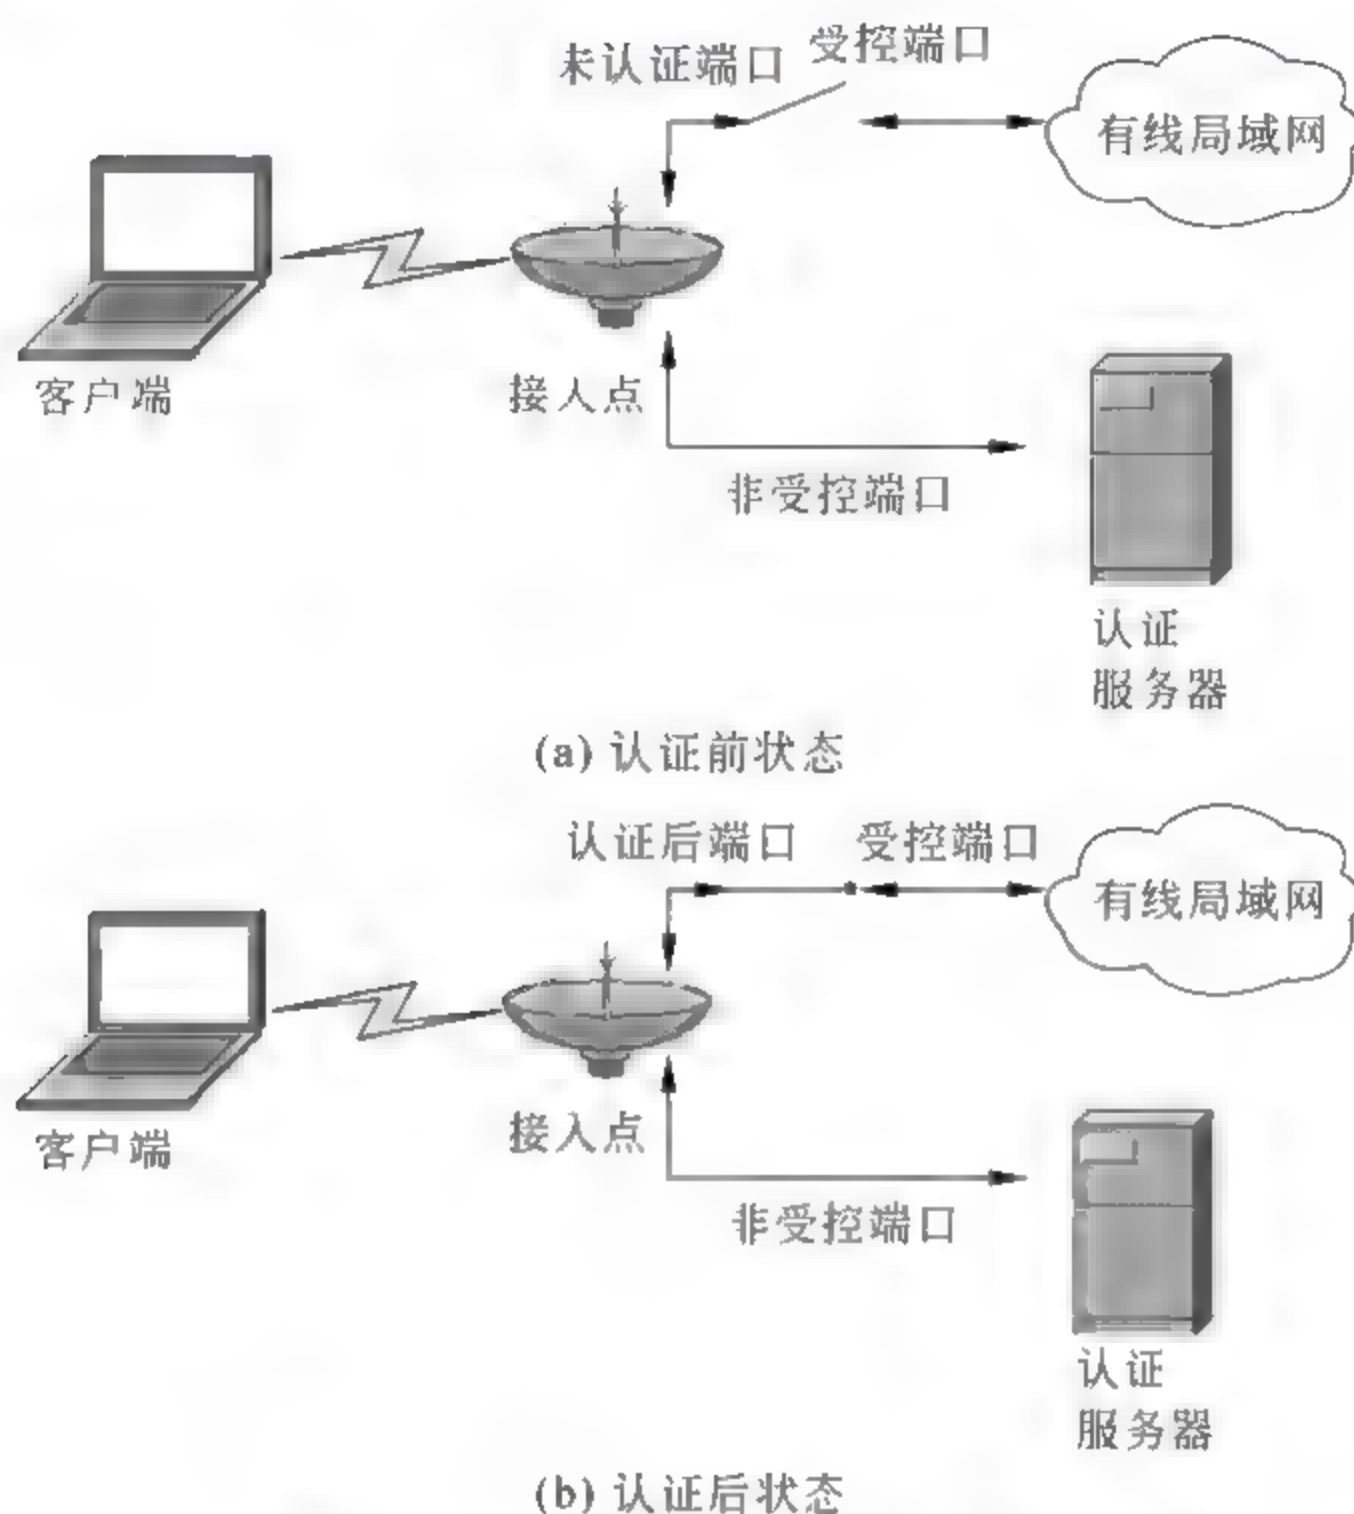 未认证端口 受控端口
有线局域网
客户端
接入点
非受控端口
认证
服务器
(a) 认证前状态
认证后端口 受控端口
有线局域网
客户端
接入点
非受控端口
认证
服务器
(b) 认证后状态